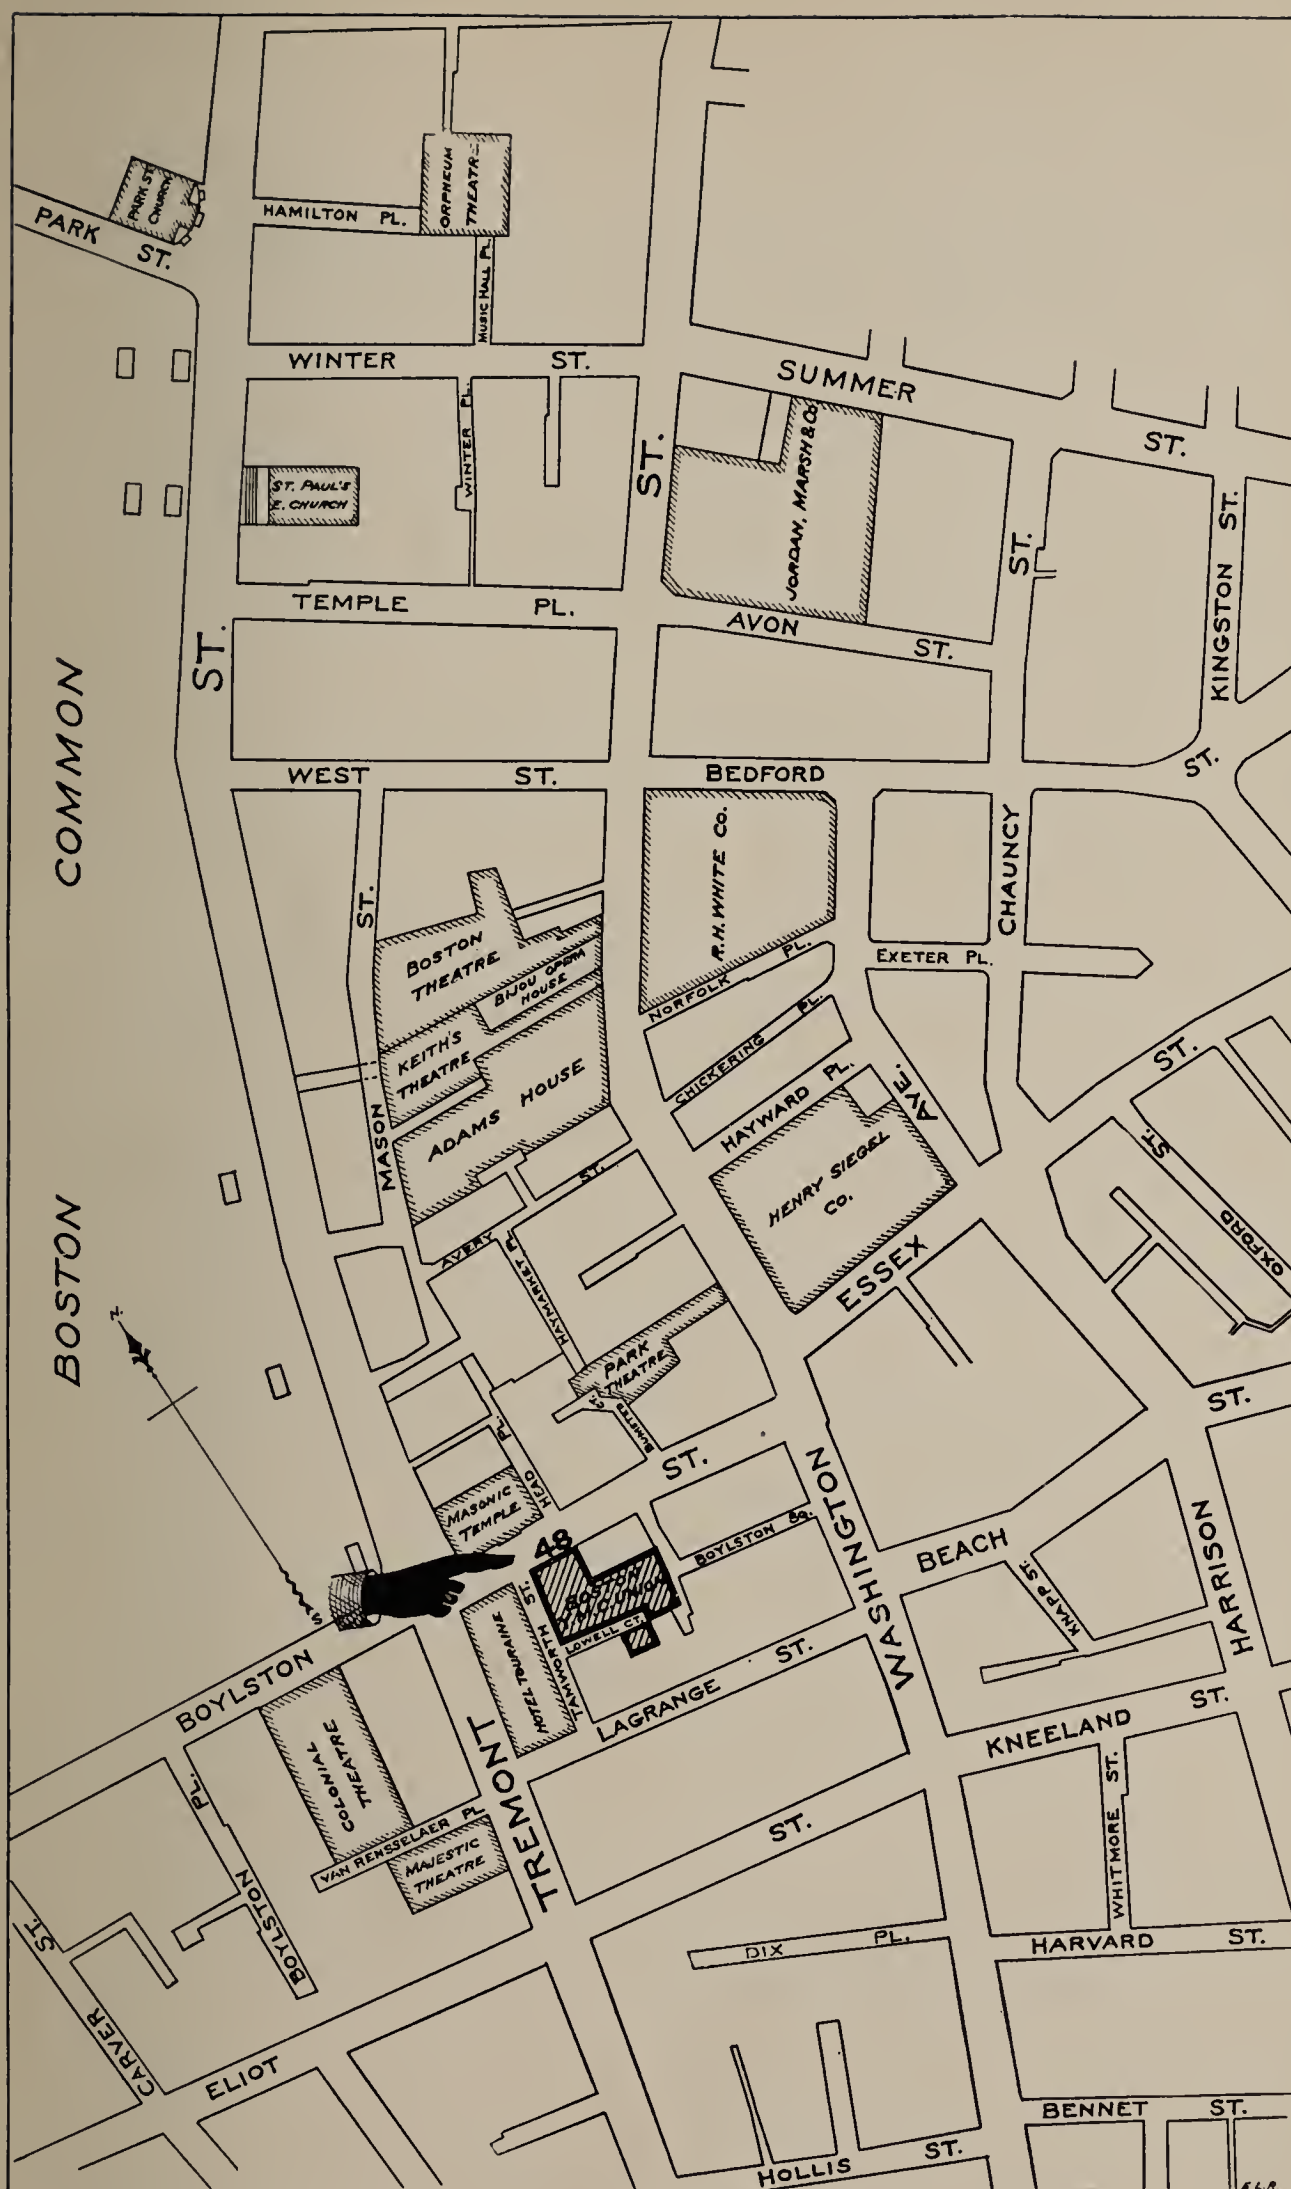 PARK ST.
PARK ST.
CHURCH
HAMILTON PL.
ORPHEUM
THEATRE
MUSIC HALL PL.
WINTER ST.
SUMMER ST.
WINTER PL.
ST. PAUL'S
E. CHURCH
ST.
JORDAN, MARSH & Co.
ST.
KINGSTON ST.
TEMPLE PL.
AVON ST.
ST.
BOSTON COMMON
WEST ST.
BEDFORD ST.
R.H. WHITE Co.
CHAUNCY
MASON ST.
BOSTON
THEATRE
BIJOU OPERA
HOUSE
KEITH'S
THEATRE
ADAMS HOUSE
NORFOLK PL.
CHICKERING PL.
HAYWARD PL.
EXETER PL.
AVE.
HENRY SIEGEL
CO.
ST.
OXFORD ST.
AVERY ST.
HAYMARKET PL.
ESSEX
ST.
PARK
THEATRE
BUMSTED CT.
N.
S
HEAD PL.
MASONIC
TEMPLE
ST.
48
BOSTON
Y.M.C. UNION
LOWELL CT.
BOYLSTON SQ.
WASHINGTON
BEACH
KNAPP ST.
HARRISON
HOTEL TOURAINE
TAMWORTH ST.
LAGRANGE ST.
BOYLSTON
COLONIAL
THEATRE
TREMONT
VAN RENSSELAER PL.
MAJESTIC
THEATRE
KNEELAND ST.
ST.
WHITMORE ST.
BOYLSTON PL.
CARVER ST.
ELIOT
DIX PL.
HARVARD ST.
BENNET ST.
HOLLIS ST.